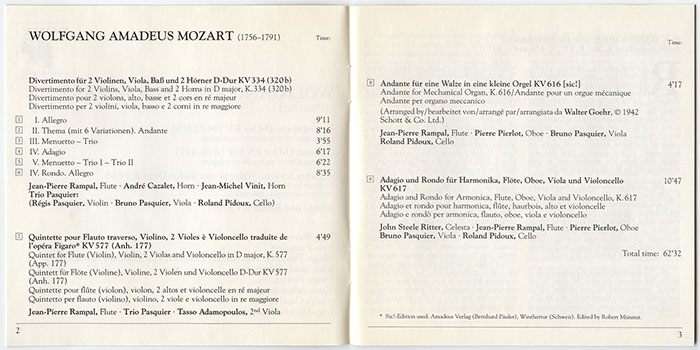 WOLFGANG AMADEUS MOZART (1756–1791)
Time:
Divertimento für 2 Violinen, Viola, Baß und 2 Hörner D-Dur KV 334 (320 b)
Divertimento for 2 Violins, Viola, Bass and 2 Horns in D major, K. 334 (320 b)
Divertimento pour 2 violons, alto, basse et 2 cors en ré majeur
Divertimento per 2 violini, viola, basso e 2 corni in re maggiore
1 I. Allegro 9'11
2 II. Thema (mit 6 Variationen). Andante 8'16
3 III. Menuetto – Trio 3'55
4 IV. Adagio 6'17
5 V. Menuetto – Trio I – Trio II 6'22
6 IV. Rondo. Allegro 8'35
Jean-Pierre Rampal, Flute · André Cazalet, Horn · Jean-Michel Vinit, Horn
Trio Pasquier:
(Régis Pasquier, Violin · Bruno Pasquier, Viola · Roland Pidoux, Cello)
7 Quintette pour Flauto traverso, Violino, 2 Violes è Violoncello traduite de 4'49
l'opéra Figaro* KV 577 (Anh. 177)
Quintet for Flute (Violin), Violin, 2 Violas and Violoncello in D major, K. 577
(App. 177)
Quintett für Flöte (Violine), Violine, 2 Violen und Violoncello D-Dur KV 577
(Anh. 177)
Quintette pour flûte (violon), violon, 2 altos et violoncelle en ré majeur
Quintetto per flauto (violino), violino, 2 viole e violoncello in re maggiore
Jean-Pierre Rampal, Flute · Trio Pasquier · Tasso Adamopoulos, 2nd Viola
2
Time:
8 Andante für eine Walze in eine kleine Orgel KV 616 [sic!] 4'17
Andante for Mechanical Organ, K. 616/Andante pour un orgue mécanique
Andante per organo meccanico
(Arranged by/bearbeitet von/arrangé par/arrangiata da Walter Goehr, © 1942
Schott & Co. Ltd.)
Jean-Pierre Rampal, Flute · Pierre Pierlot, Oboe · Bruno Pasquier, Viola
Roland Pidoux, Cello
9 Adagio und Rondo für Harmonika, Flöte, Oboe, Viola und Violoncello 10'47
KV 617
Adagio and Rondo for Armonica, Flute, Oboe, Viola and Violoncello, K. 617
Adagio et rondo pour harmonica, flûte, hautbois, alto et violoncelle
Adagio e rondò per armonica, flauto, oboe, viola e violoncello
John Steele Ritter, Celesta · Jean-Pierre Rampal, Flute · Pierre Pierlot, Oboe
Bruno Pasquier, Viola · Roland Pidoux, Cello
Total time: 62'32
* Sic!-Edition used: Amadeus Verlag (Bernhard Päuler), Winterthur (Schweiz). Edited by Robert Münster.
3